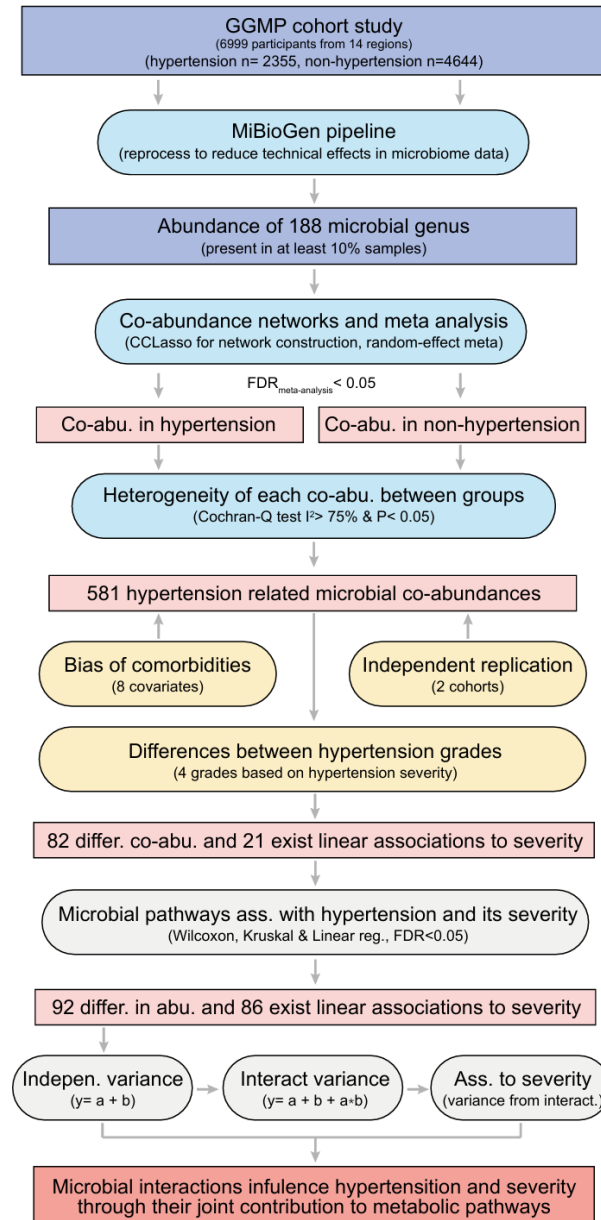 GGMP cohort study
(6999 participants from 14 regions)
(hypertension n= 2355, non-hypertension n=4644)
MiBioGen pipeline
(reprocess to reduce technical effects in microbiome data)
Abundance of 188 microbial genus
(present in at least 10% samples)
Co-abundance networks and meta analysis
(CCLasso for network construction, random-effect meta)
FDRmeta-analysis< 0.05
Co-abu. in hypertension
Co-abu. in non-hypertension
Heterogeneity of each co-abu. between groups
(Cochran-Q test I²> 75% & P< 0.05)
581 hypertension related microbial co-abundances
Bias of comorbidities
(8 covariates)
Independent replication
(2 cohorts)
Differences between hypertension grades
(4 grades based on hypertension severity)
82 differ. co-abu. and 21 exist linear associations to severity
Microbial pathways ass. with hypertension and its severity
(Wilcoxon, Kruskal & Linear reg., FDR<0.05)
92 differ. in abu. and 86 exist linear associations to severity
Indepen. variance
(y= a + b)
Interact variance
(y= a + b + a*b)
Ass. to severity
(variance from interact.)
Microbial interactions infulence hypertensition and severity
through their joint contribution to metabolic pathways